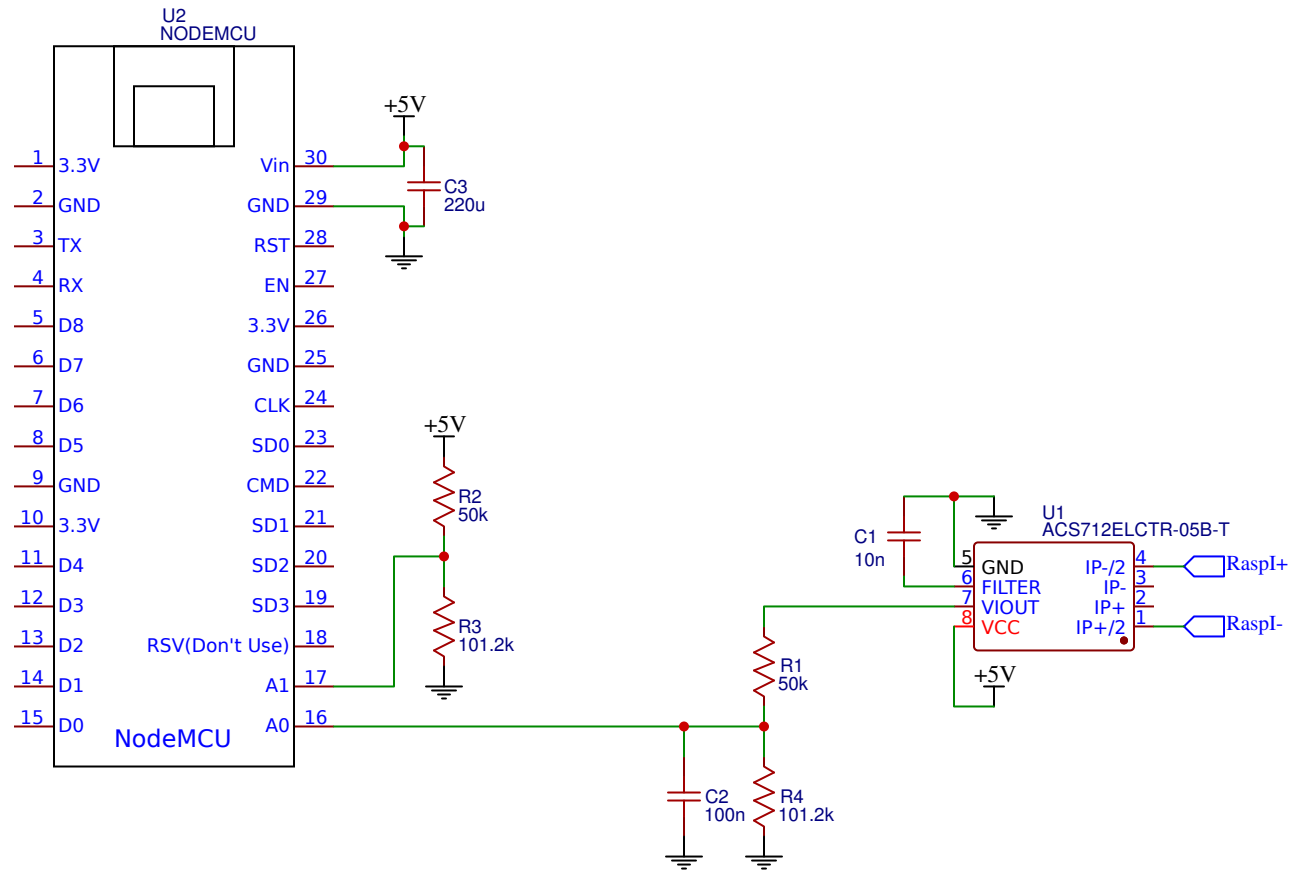 U2
NODEMCU
1 3.3V
2 GND
3 TX
4 RX
5 D8
6 D7
7 D6
8 D5
9 GND
10 3.3V
11 D4
12 D3
13 D2
14 D1
15 D0
Vin 30
GND 29
RST 28
EN 27
3.3V 26
GND 25
CLK 24
SD0 23
CMD 22
SD1 21
SD2 20
SD3 19
RSV(Don't Use) 18
A1 17
A0 16
NodeMCU
+5V
C3
220u
+5V
R2
50k
R3
101.2k
C1
10n
U1
ACS712ELCTR-05B-T
5 GND
6 FILTER
7 VIOUT
8 VCC
IP-/2 4
IP- 3
IP+ 2
IP+/2 1
RaspI+
RaspI-
+5V
R1
50k
C2
100n
R4
101.2k